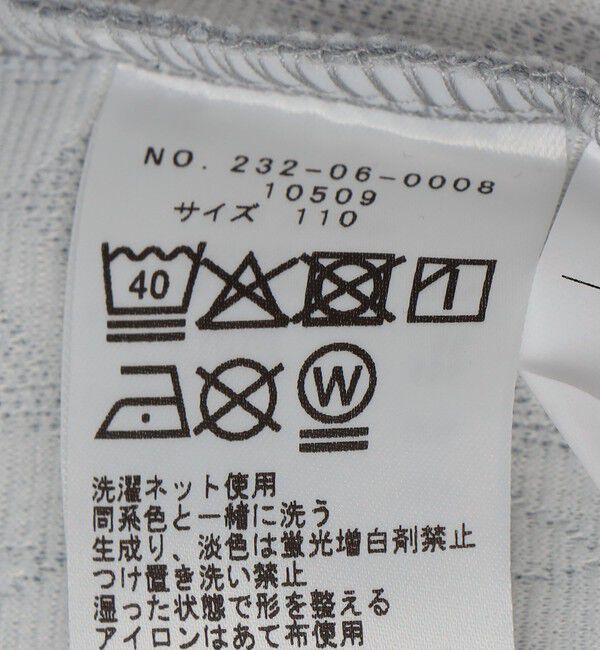 NO. 232-06-0008
10509
サイズ 110
40
W
洗濯ネット使用
同系色と一緒に洗う
生成り、淡色は蛍光増白剤禁止
つけ置き洗い禁止
湿った状態で形を整える
アイロンはあて布使用